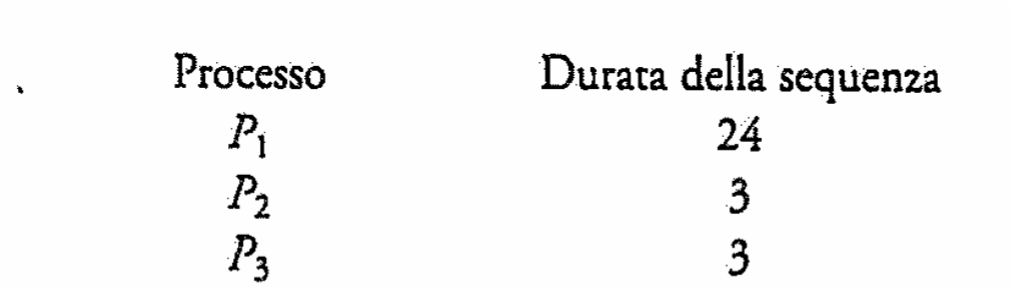 Processo Durata della sequenza
P1 24
P2 3
P3 3